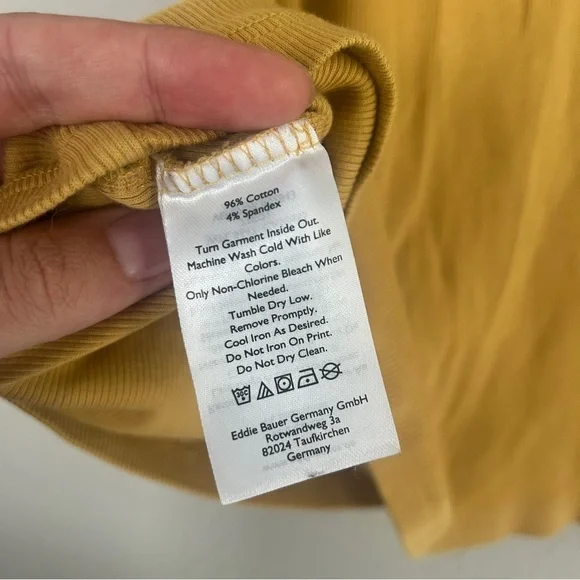 96% Cotton
4% Spandex
Turn Garment Inside Out.
Machine Wash Cold With Like
Colors.
Only Non-Chlorine Bleach When
Needed.
Tumble Dry Low.
Remove Promptly.
Cool Iron As Desired.
Do Not Iron On Print.
Do Not Dry Clean.
Eddie Bauer Germany GmbH
Rotwandweg 3a
82024 Taufkirchen
Germany